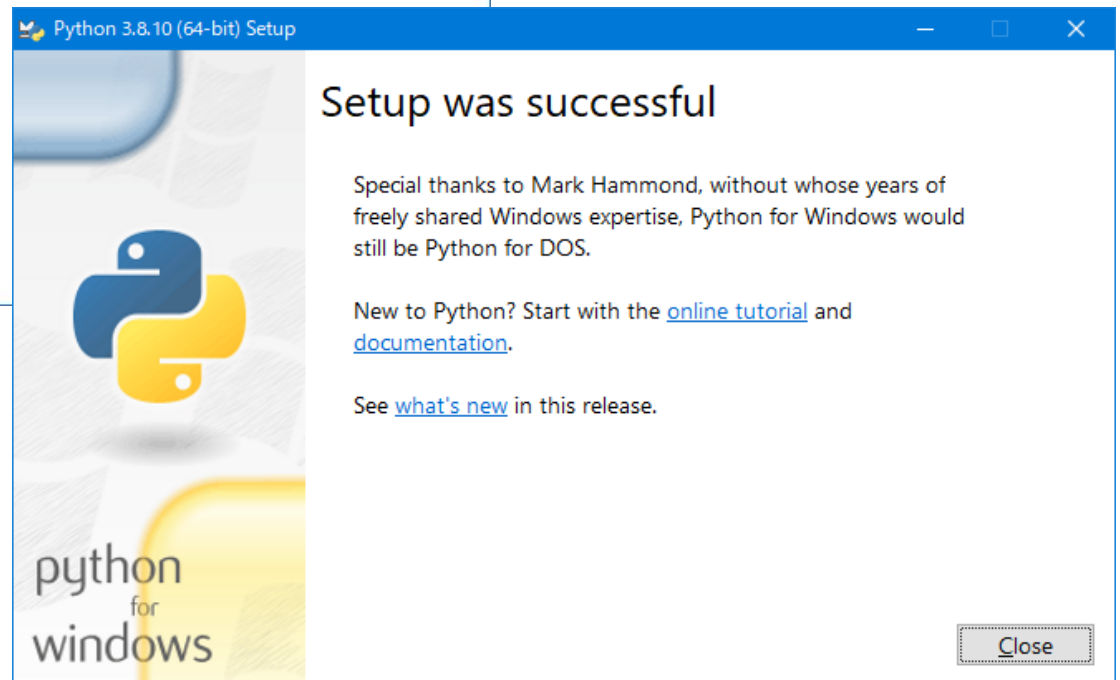 Python 3.8.10 (64-bit) Setup
Setup was successful
Special thanks to Mark Hammond, without whose years of
freely shared Windows expertise, Python for Windows would
still be Python for DOS.
New to Python? Start with the online tutorial and
documentation.
See what's new in this release.
python
for
windows
Close